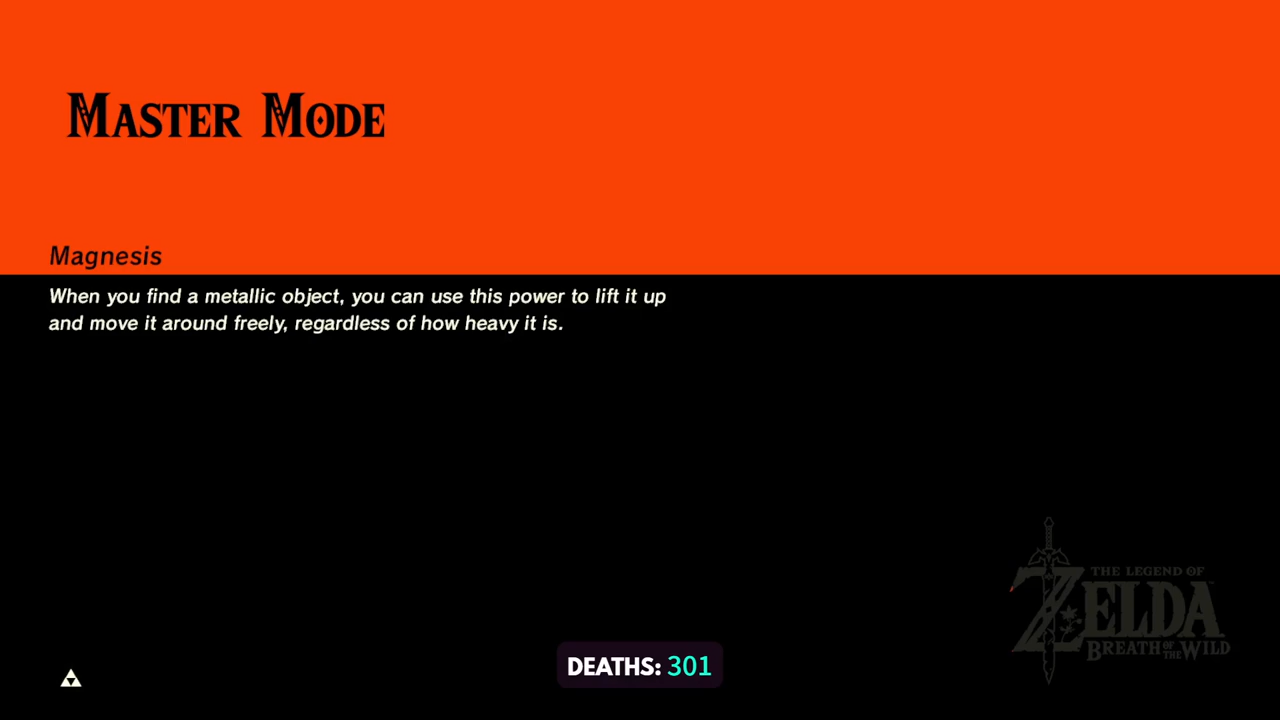 MASTER MODE
Magnesis
When you find a metallic object, you can use this power to lift it up
and move it around freely, regardless of how heavy it is.
THE LEGEND OF
ZELDA
BREATH OF THE WILD
DEATHS: 301